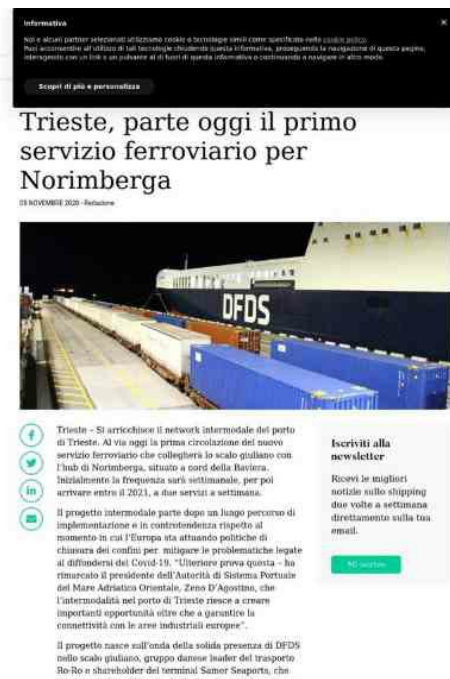 Informativa
×
Noi e alcuni partner selezionati utilizziamo cookie o tecnologie simili come specificato nella cookie policy.
Puoi acconsentire all'utilizzo di tali tecnologie chiudendo questa informativa, proseguendo la navigazione di questa pagina,
interagendo con un link o un pulsante al di fuori di questa informativa o continuando a navigare in altro modo.
Scopri di più e personalizza
Trieste, parte oggi il primo
servizio ferroviario per
Norimberga
NOVEMBRE 2020 - Redazione
DFDS
Trieste – Si arricchisce il network intermodale del porto
di Trieste. Al via oggi la prima circolazione del nuovo
servizio ferroviario che collegherà lo scalo giuliano con
l'hub di Norimberga, situato a nord della Baviera.
Inizialmente la frequenza sarà settimanale, per poi
arrivare entro il 2021, a due servizi a settimana.
Il progetto intermodale parte dopo un lungo percorso di
implementazione e in controtendenza rispetto al
momento in cui l'Europa sta attuando politiche di
chiusura dei confini per mitigare le problematiche legate
al diffondersi del Covid-19. "Ulteriore prova questa – ha
rimarcato il presidente dell'Autorità di Sistema Portuale
del Mare Adriatico Orientale, Zeno D'Agostino, che
l'intermodalità nel porto di Trieste riesce a creare
importanti opportunità oltre che a garantire la
connettività con le aree industriali europee".
Il progetto nasce sull'onda della solida presenza di DFDS
nello scalo giuliano, gruppo danese leader del trasporto
Ro-Ro e shareholder del terminal Samer Seaports, che
Iscriviti alla
newsletter
Ricevi le migliori
notizie sullo shipping
due volte a settimana
direttamente sulla tua
email.
Mi iscrivo